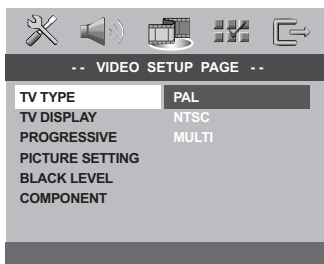 -- VIDEO SETUP PAGE --
TV TYPE PAL
TV DISPLAY NTSC
PROGRESSIVE MULTI
PICTURE SETTING
BLACK LEVEL
COMPONENT